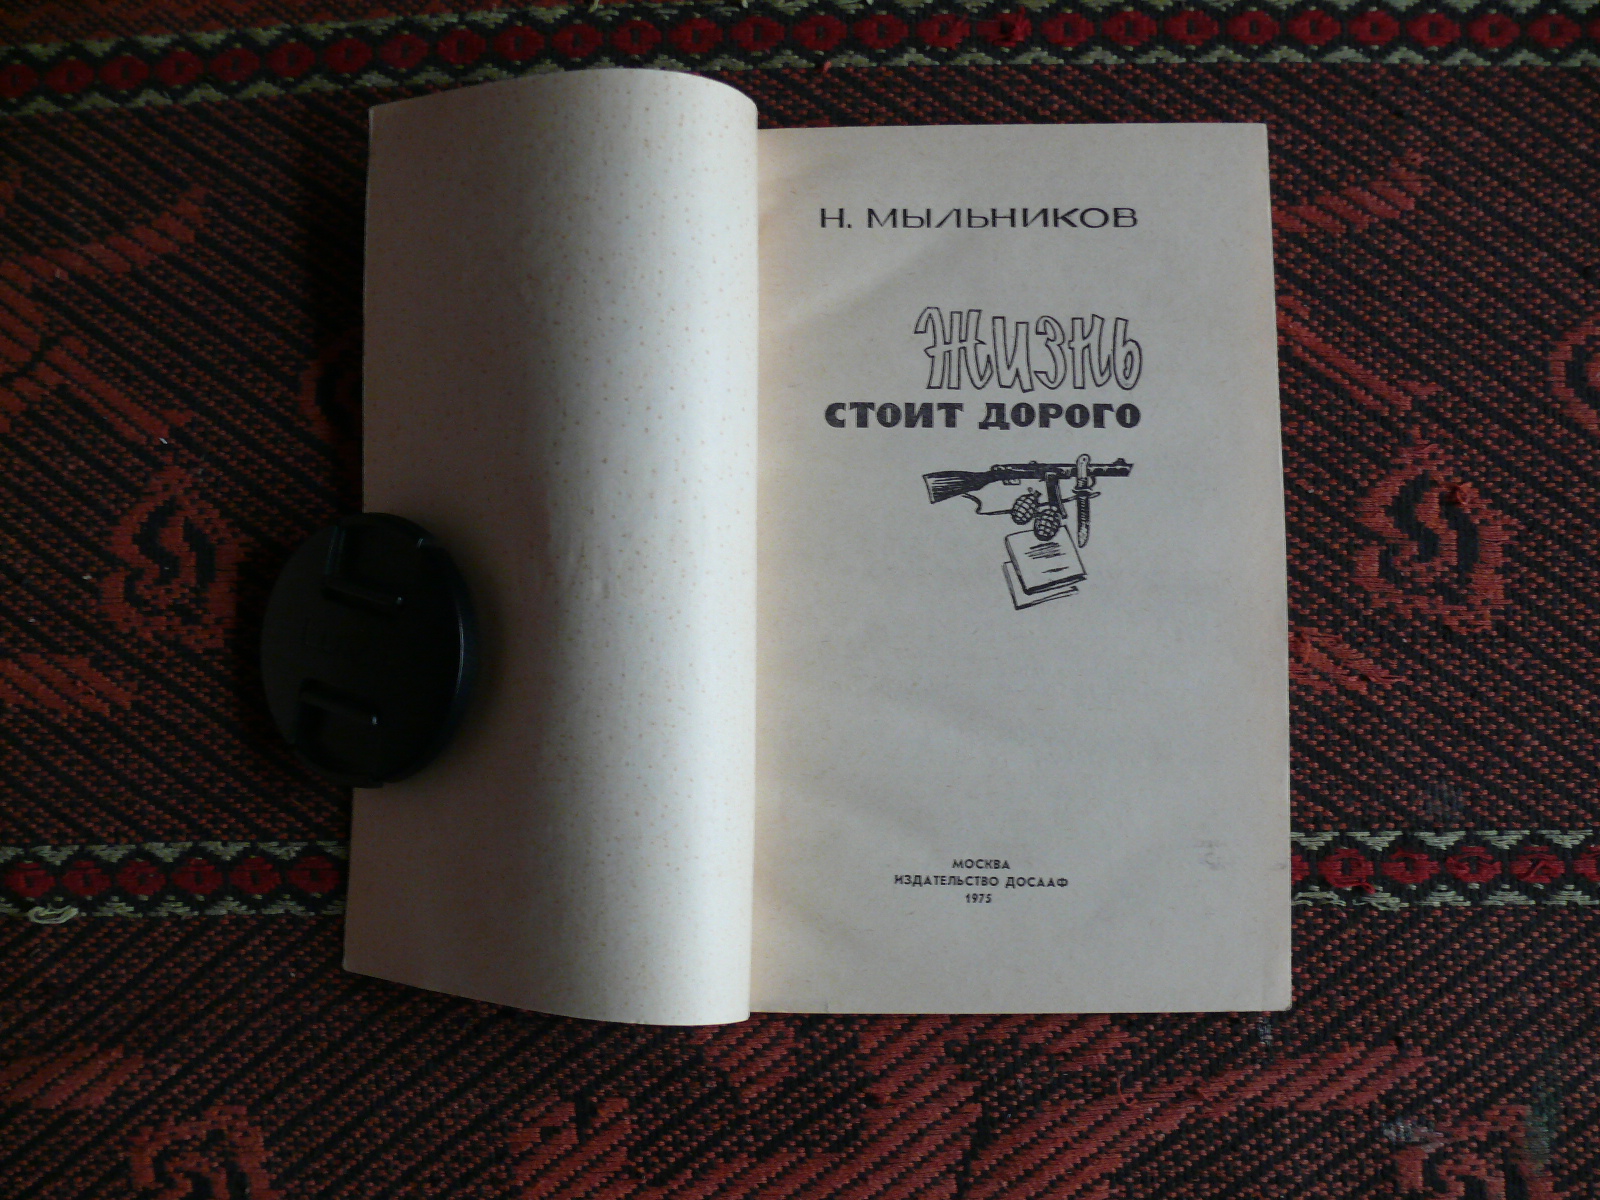 Н. МЫЛЬНИКОВ
ЖИЗНЬ
СТОИТ ДОРОГО
МОСКВА
ИЗДАТЕЛЬСТВО ДОСААФ
1975